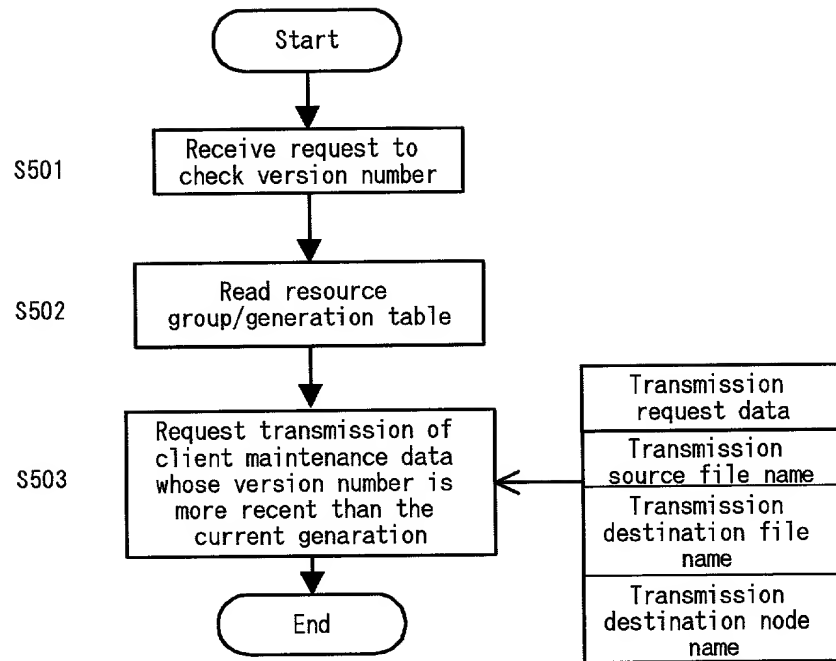 Start
S501
Receive request to
check version number
S502
Read resource
group/generation table
S503
Request transmission of
client maintenance data
whose version number is
more recent than the
current genaration
Transmission
request data
Transmission
source file name
Transmission
destination file
name
Transmission
destination node
name
End